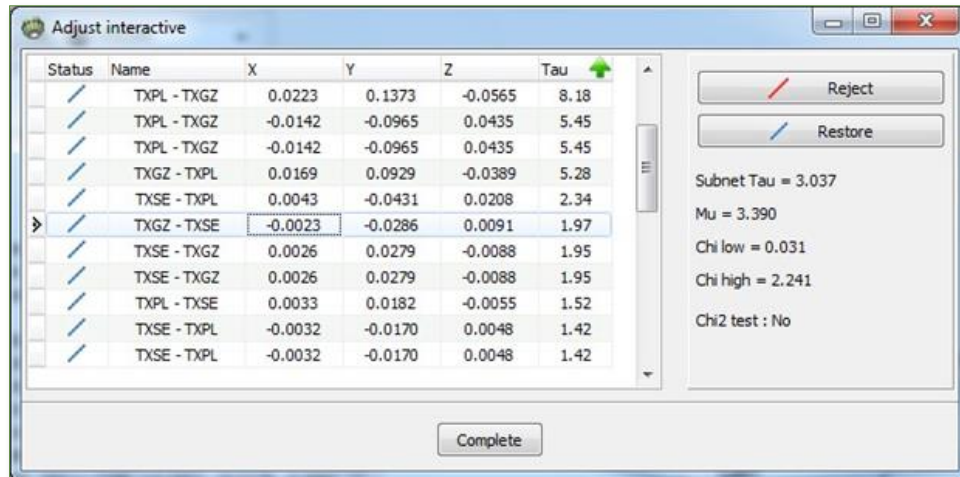 Adjust interactive
Status Name X Y Z Tau
TXPL - TXGZ 0.0223 0.1373 -0.0565 8.18
TXPL - TXGZ -0.0142 -0.0965 0.0435 5.45
TXPL - TXGZ -0.0142 -0.0965 0.0435 5.45
TXGZ - TXPL 0.0169 0.0929 -0.0389 5.28
TXSE - TXPL 0.0043 -0.0431 0.0208 2.34
TXGZ - TXSE -0.0023 -0.0286 0.0091 1.97
TXSE - TXGZ 0.0026 0.0279 -0.0088 1.95
TXSE - TXGZ 0.0026 0.0279 -0.0088 1.95
TXPL - TXSE 0.0033 0.0182 -0.0055 1.52
TXSE - TXPL -0.0032 -0.0170 0.0048 1.42
TXSE - TXPL -0.0032 -0.0170 0.0048 1.42
Reject
Restore
Subnet Tau = 3.037
Mu = 3.390
Chi low = 0.031
Chi high = 2.241
Chi2 test : No
Complete